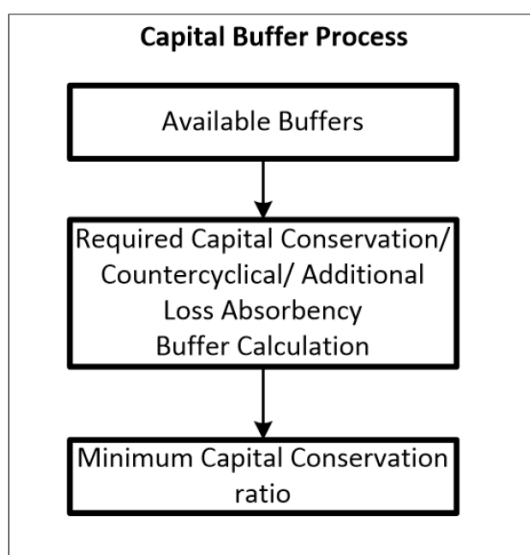 Capital Buffer Process
Available Buffers
Required Capital Conservation/
Countercyclical/ Additional
Loss Absorbency
Buffer Calculation
Minimum Capital Conservation
ratio